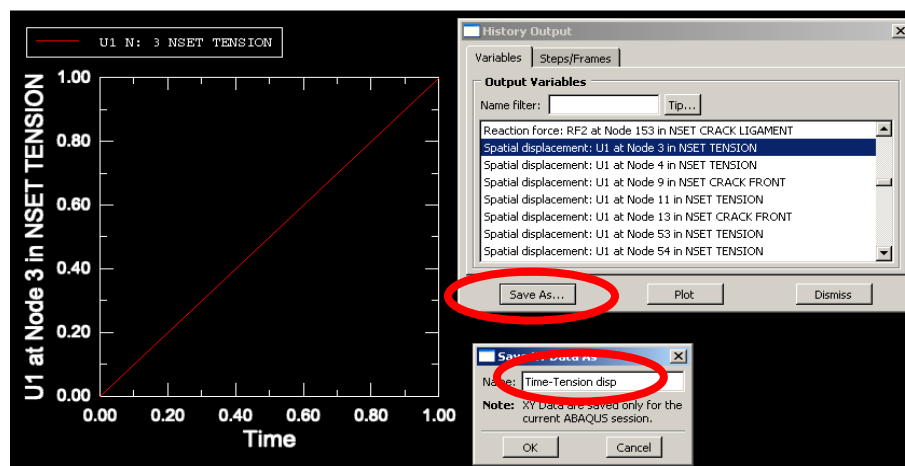 U1 N: 3 NSET TENSION
U1 at Node 3 in NSET TENSION
1.00
0.80
0.60
0.40
0.20
0.00
0.00 0.20 0.40 0.60 0.80 1.00
Time
History Output
Variables Steps/Frames
Output Variables
Name filter: Tip...
Reaction force: RF2 at Node 153 in NSET CRACK LIGAMENT
Spatial displacement: U1 at Node 3 in NSET TENSION
Spatial displacement: U1 at Node 4 in NSET TENSION
Spatial displacement: U1 at Node 9 in NSET CRACK FRONT
Spatial displacement: U1 at Node 11 in NSET TENSION
Spatial displacement: U1 at Node 13 in NSET CRACK FRONT
Spatial displacement: U1 at Node 53 in NSET TENSION
Spatial displacement: U1 at Node 54 in NSET TENSION
Save As... Plot Dismiss
Save XY Data As
Name: Time-Tension disp
Note: XY Data are saved only for the
current ABAQUS session.
OK Cancel